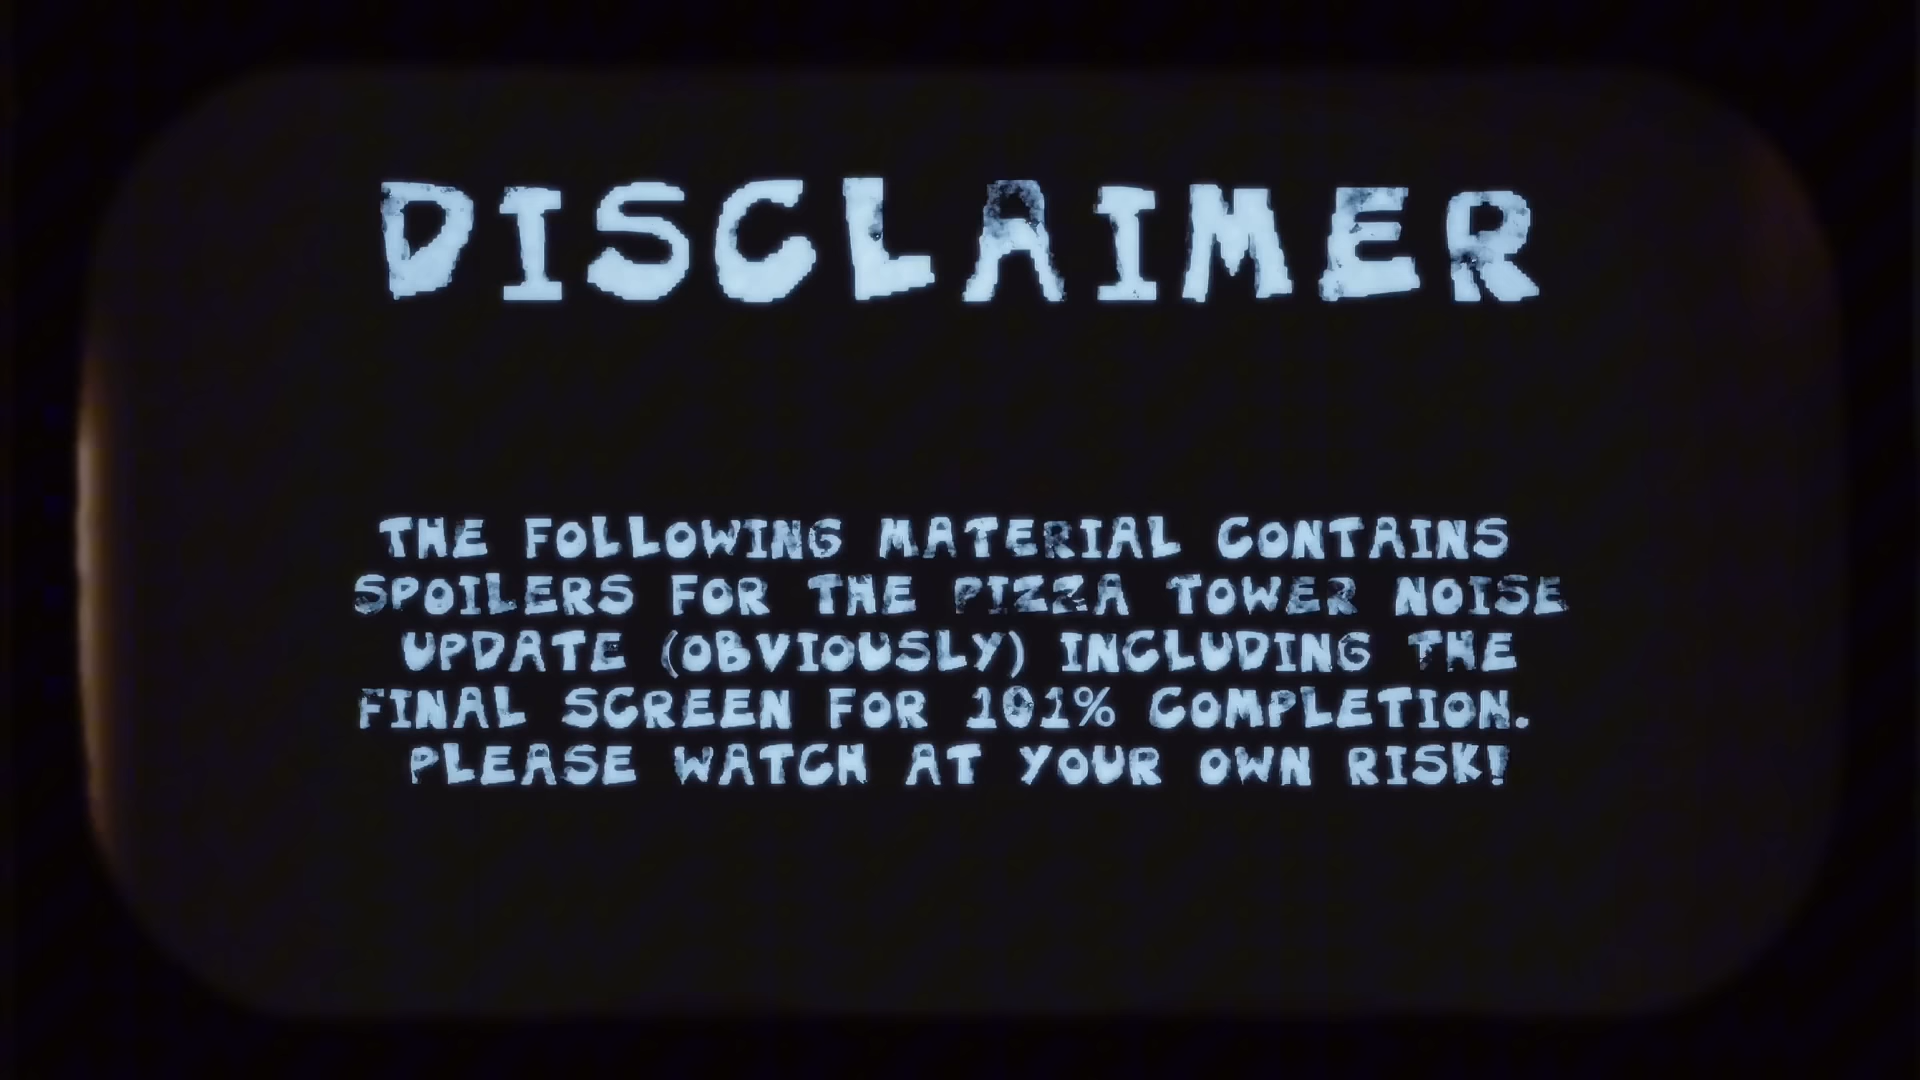 DISCLAIMER
THE FOLLOWING MATERIAL CONTAINS
SPOILERS FOR THE PIZZA TOWER NOISE
UPDATE (OBVIOUSLY) INCLUDING THE
FINAL SCREEN FOR 101% COMPLETION.
PLEASE WATCH AT YOUR OWN RISK!